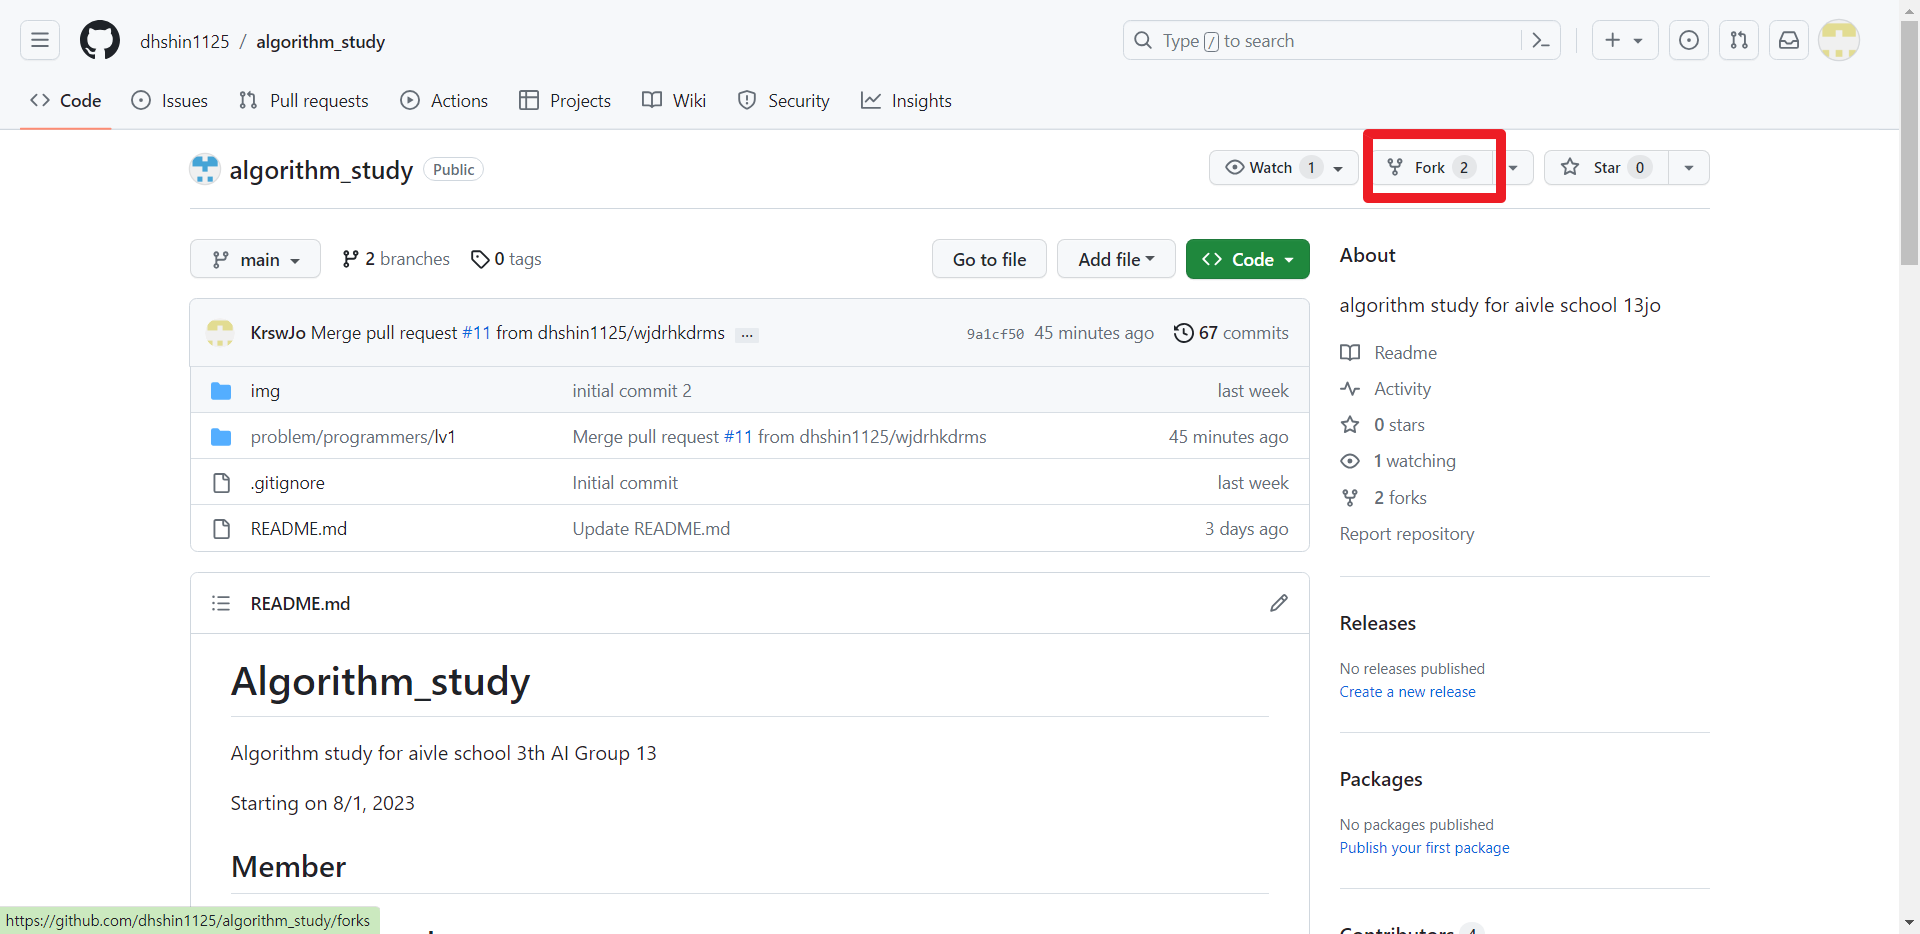 dhshin1125 / algorithm_study
Type / to search
Code Issues Pull requests Actions Projects Wiki Security Insights
algorithm_study Public
Watch 1 Fork 2 Star 0
main 2 branches 0 tags
Go to file Add file Code
KrswJo Merge pull request #11 from dhshin1125/wjdrhkdrms ... 9a1cf50 45 minutes ago 67 commits
img initial commit 2 last week
problem/programmers/lv1 Merge pull request #11 from dhshin1125/wjdrhkdrms 45 minutes ago
.gitignore Initial commit last week
README.md Update README.md 3 days ago
README.md
Algorithm_study
Algorithm study for aivle school 3th AI Group 13
Starting on 8/1, 2023
Member
About
algorithm study for aivle school 13jo
Readme
Activity
0 stars
1 watching
2 forks
Report repository
Releases
No releases published
Create a new release
Packages
No packages published
Publish your first package
Contributors 4
https://github.com/dhshin1125/algorithm_study/forks